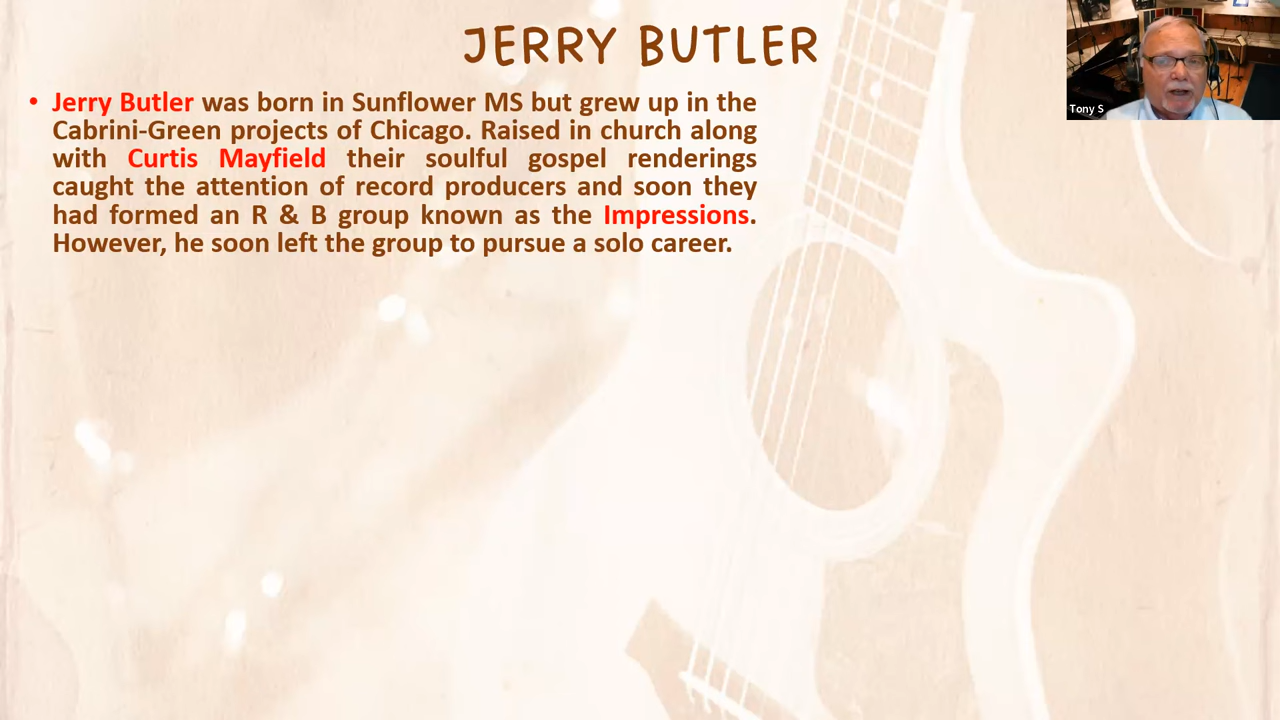 JERRY BUTLER
• Jerry Butler was born in Sunflower MS but grew up in the
Cabrini-Green projects of Chicago. Raised in church along
with Curtis Mayfield their soulful gospel renderings
caught the attention of record producers and soon they
had formed an R & B group known as the Impressions.
However, he soon left the group to pursue a solo career.
Tony S